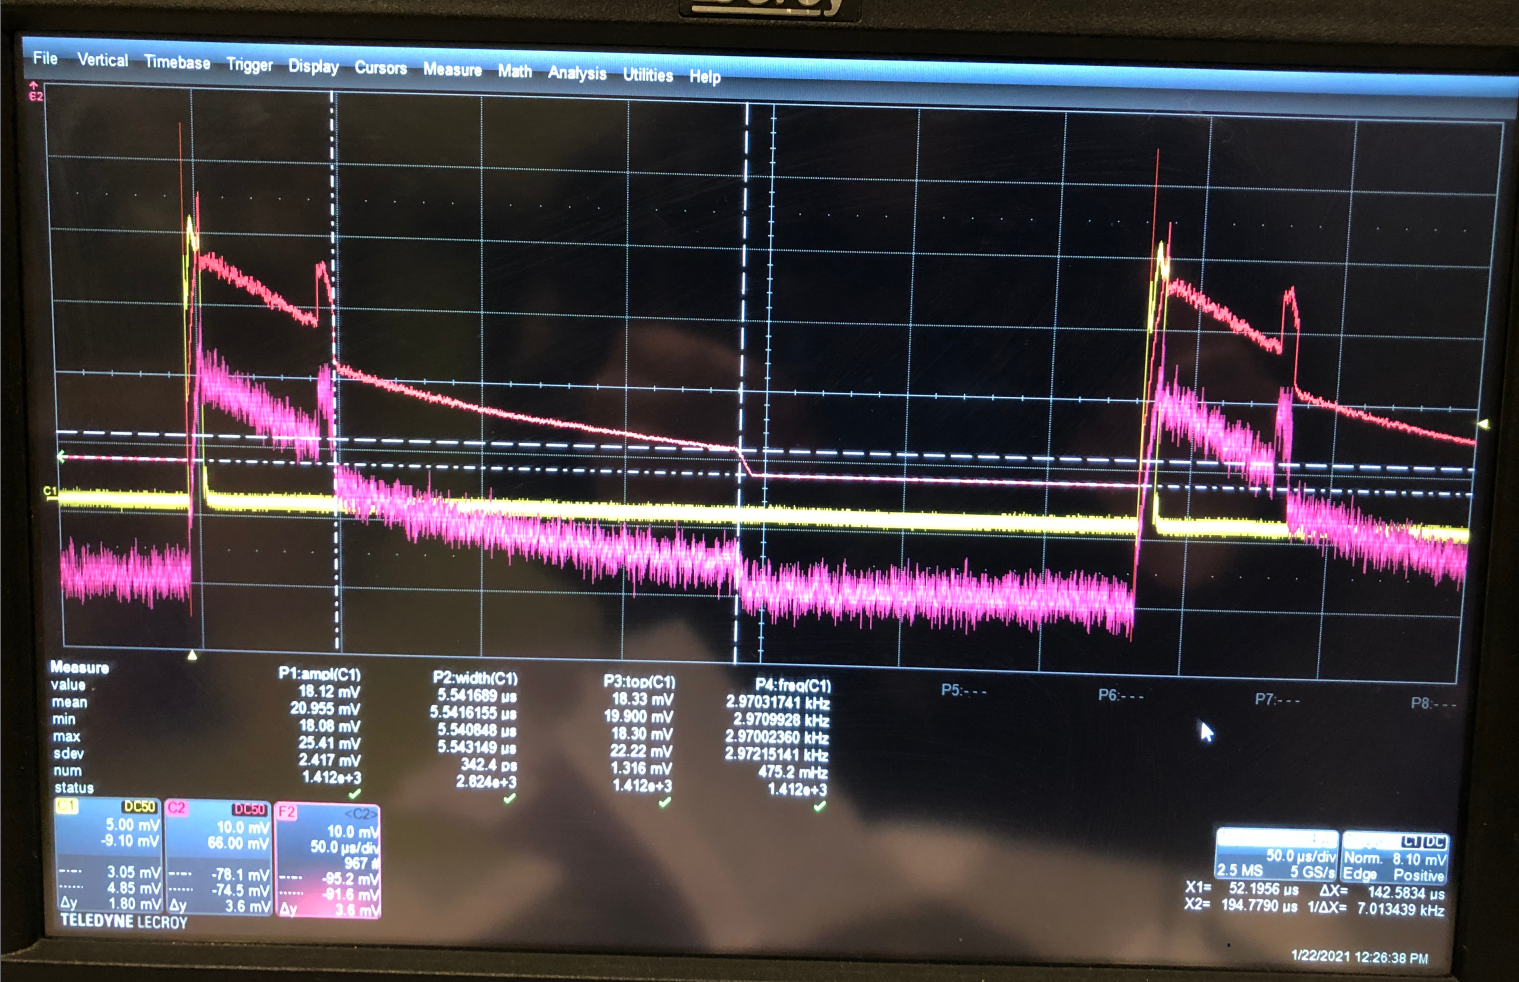 File Vertical Timebase Trigger Display Cursors Measure Math Analysis Utilities Help
C1
Measure P1:ampl(C1) P2:width(C1) P3:top(C1) P4:freq(C1) P5:- - - P6:- - - P7:- - - P8:- - -
value 18.12 mV 5.541689 µs 18.33 mV 2.97031741 kHz
mean 20.955 mV 5.5416155 µs 19.900 mV 2.9709928 kHz
min 18.08 mV 5.540848 µs 18.30 mV 2.97002360 kHz
max 25.41 mV 5.543149 µs 22.22 mV 2.97215141 kHz
sdev 2.417 mV 342.4 ps 1.316 mV 475.2 mHz
num 1.412e+3 2.824e+3 1.412e+3 1.412e+3
status
C1 DC50
5.00 mV
-9.10 mV
3.05 mV
4.85 mV
Δy 1.80 mV
C2 DC50
10.0 mV
66.00 mV
-78.1 mV
-74.5 mV
Δy 3.6 mV
F2 <C2>
10.0 mV
50.0 µs/div
967 #
-95.2 mV
-91.6 mV
Δy 3.6 mV
50.0 µs/div
2.5 MS 5 GS/s
C1 DC
Norm. 8.10 mV
Edge Positive
X1= 52.1956 µs ΔX= 142.5834 µs
X2= 194.7790 µs 1/ΔX= 7.013439 kHz
TELEDYNE LECROY
1/22/2021 12:26:38 PM